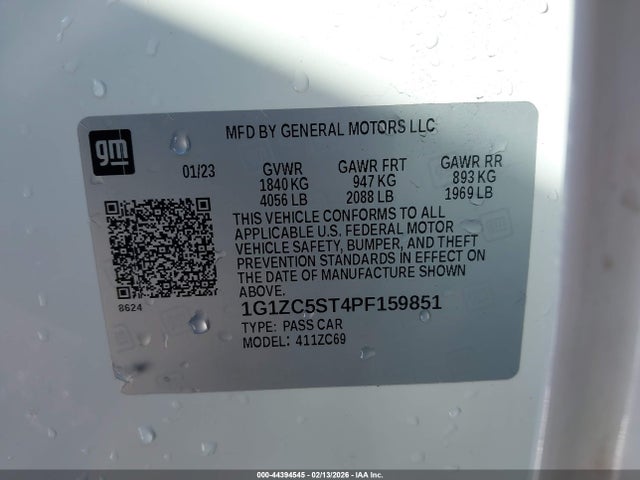 gm
MFD BY GENERAL MOTORS LLC
01/23 GVWR GAWR FRT GAWR RR
1840 KG 947 KG 893 KG
4056 LB 2088 LB 1969 LB
THIS VEHICLE CONFORMS TO ALL
APPLICABLE U.S. FEDERAL MOTOR
VEHICLE SAFETY, BUMPER, AND THEFT
PREVENTION STANDARDS IN EFFECT ON
THE DATE OF MANUFACTURE SHOWN
ABOVE.
8624
1G1ZC5ST4PF159851
TYPE: PASS CAR
MODEL: 411ZC69
000-44394545 - 02/13/2026 - IAA Inc.